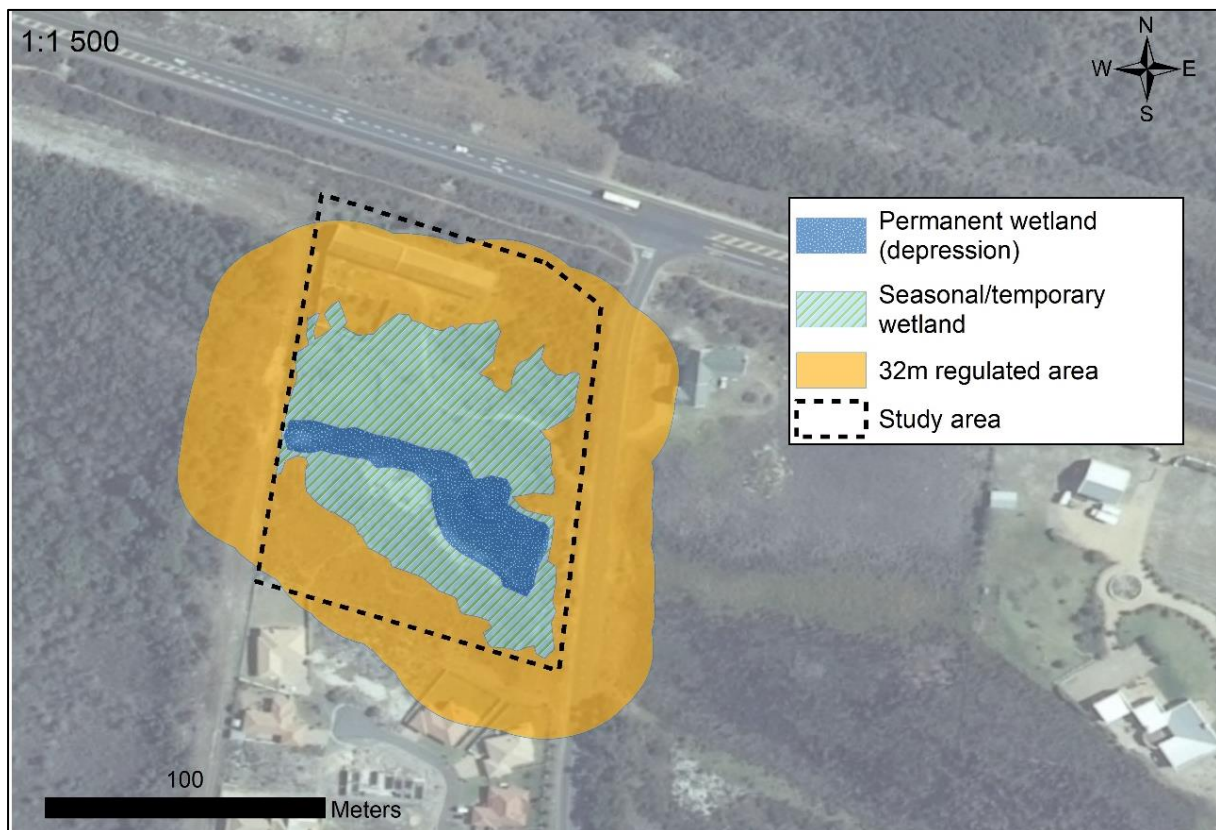 1:1 500
N
W E
S
Permanent wetland
(depression)
Seasonal/temporary
wetland
32m regulated area
Study area
100
Meters